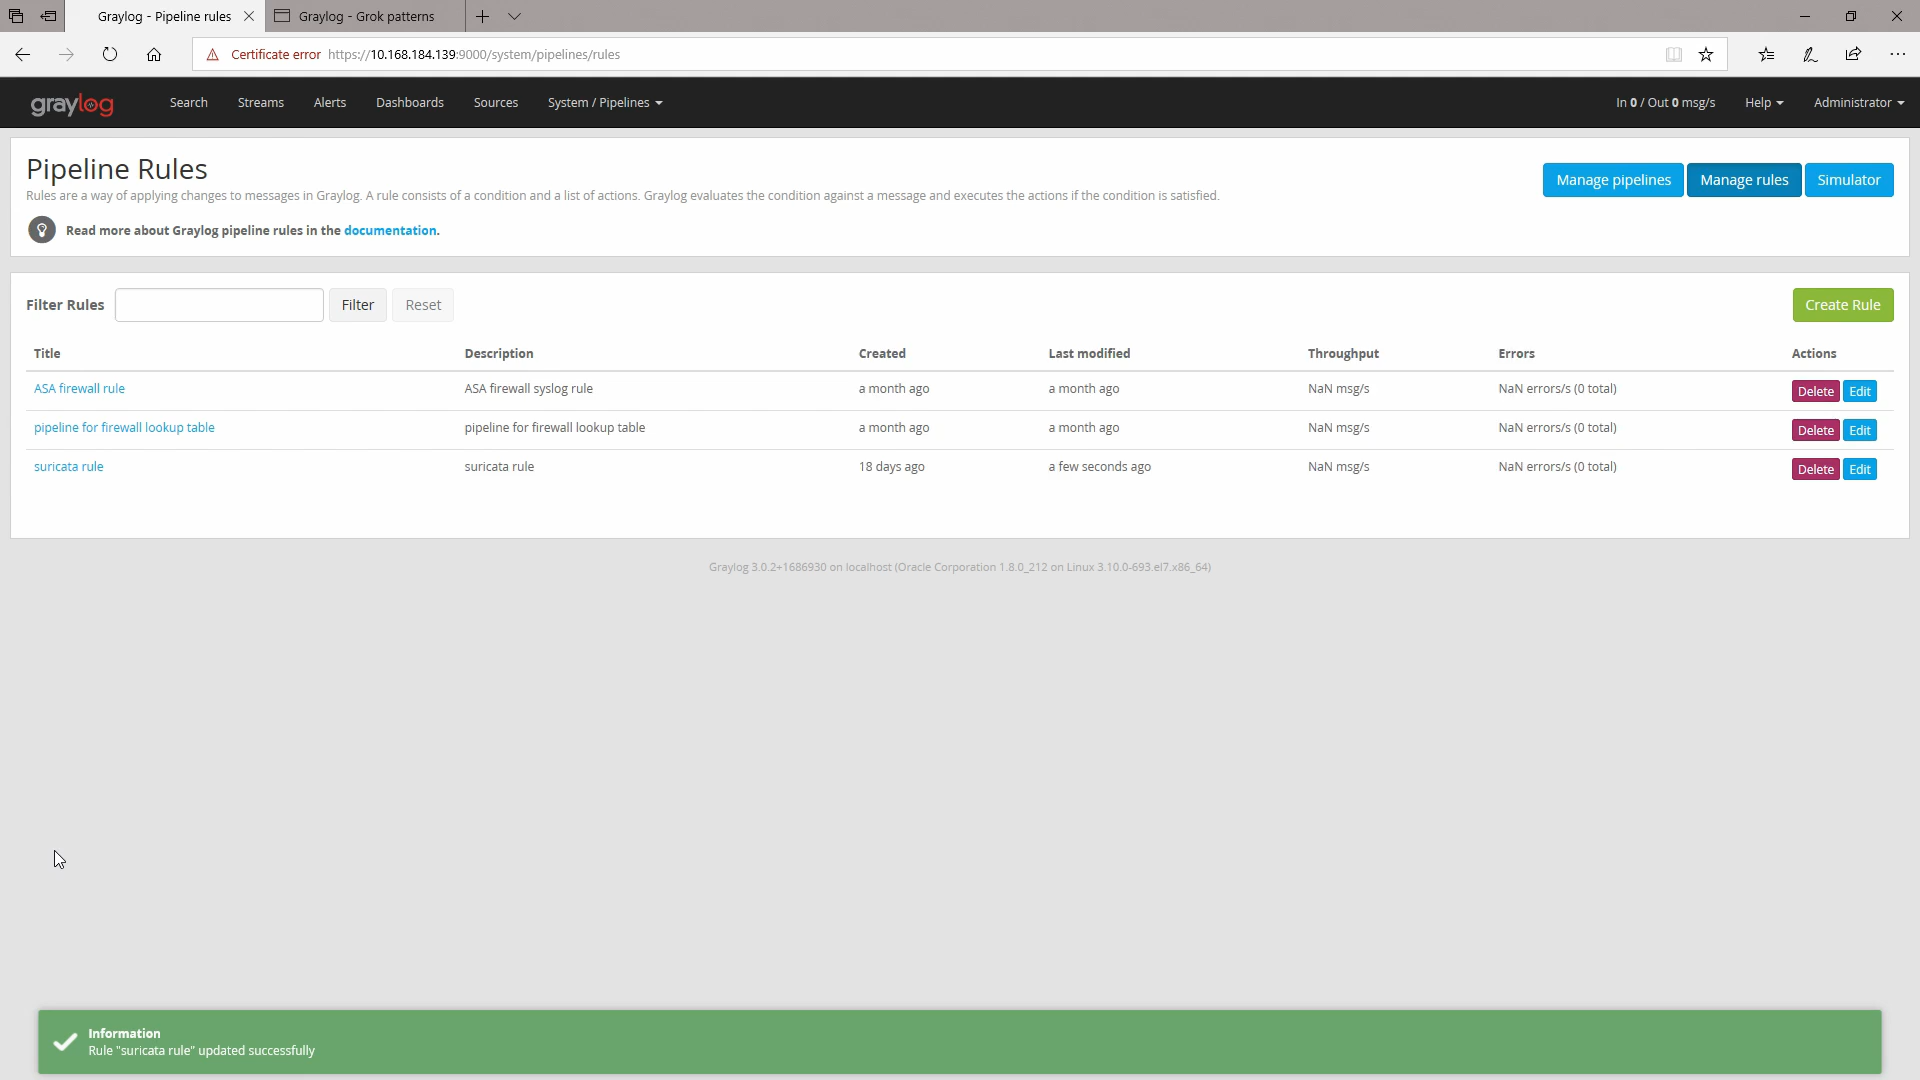 Graylog - Pipeline rules
Graylog - Grok patterns
Certificate error https://10.168.184.139:9000/system/pipelines/rules
graylog Search Streams Alerts Dashboards Sources System / Pipelines In 0 / Out 0 msg/s Help Administrator
Pipeline Rules
Rules are a way of applying changes to messages in Graylog. A rule consists of a condition and a list of actions. Graylog evaluates the condition against a message and executes the actions if the condition is satisfied.
Read more about Graylog pipeline rules in the documentation.
Manage pipelines Manage rules Simulator
Filter Rules Filter Reset Create Rule
Title Description Created Last modified Throughput Errors Actions
ASA firewall rule ASA firewall syslog rule a month ago a month ago NaN msg/s NaN errors/s (0 total) Delete Edit
pipeline for firewall lookup table pipeline for firewall lookup table a month ago a month ago NaN msg/s NaN errors/s (0 total) Delete Edit
suricata rule suricata rule 18 days ago a few seconds ago NaN msg/s NaN errors/s (0 total) Delete Edit
Graylog 3.0.2+1686930 on localhost (Oracle Corporation 1.8.0_212 on Linux 3.10.0-693.el7.x86_64)
Information
Rule "suricata rule" updated successfully